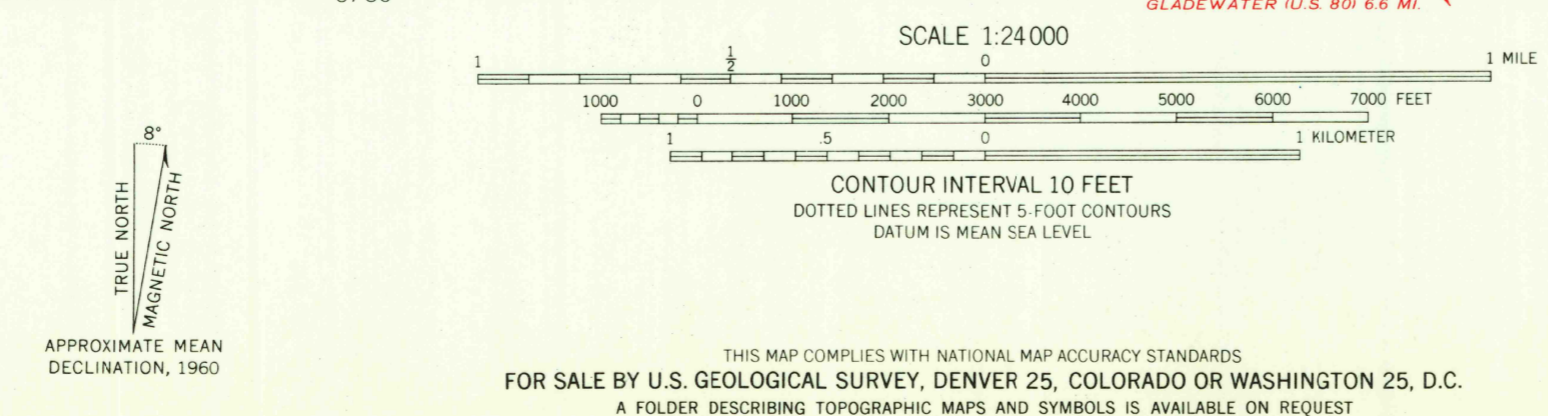 GLADEWATER (U.S. 80) 6.6 MI.
SCALE 1:24 000
1 ½ 0 1 MILE
1000 0 1000 2000 3000 4000 5000 6000 7000 FEET
1 .5 0 1 KILOMETER
CONTOUR INTERVAL 10 FEET
DOTTED LINES REPRESENT 5-FOOT CONTOURS
DATUM IS MEAN SEA LEVEL
8°
TRUE NORTH
MAGNETIC NORTH
APPROXIMATE MEAN
DECLINATION, 1960
THIS MAP COMPLIES WITH NATIONAL MAP ACCURACY STANDARDS
FOR SALE BY U.S. GEOLOGICAL SURVEY, DENVER 25, COLORADO OR WASHINGTON 25, D.C.
A FOLDER DESCRIBING TOPOGRAPHIC MAPS AND SYMBOLS IS AVAILABLE ON REQUEST